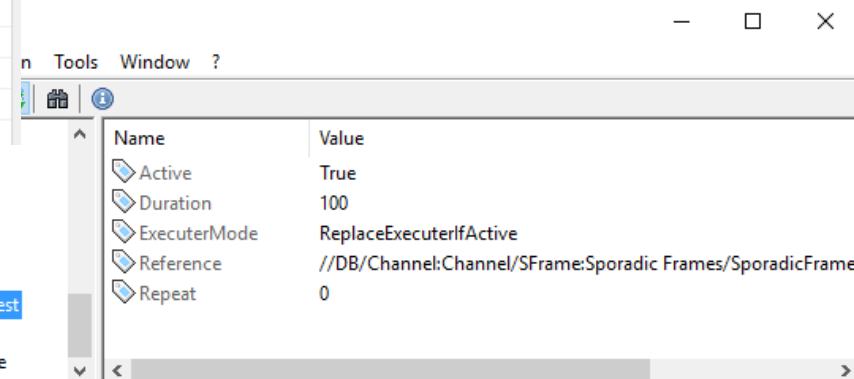 n Tools Window ?
Name Value
Active True
Duration 100
ExecuterMode ReplaceExecuterIfActive
Reference //DB/Channel:Channel/SFrame:Sporadic Frames/SporadicFrame
Repeat 0
est
e